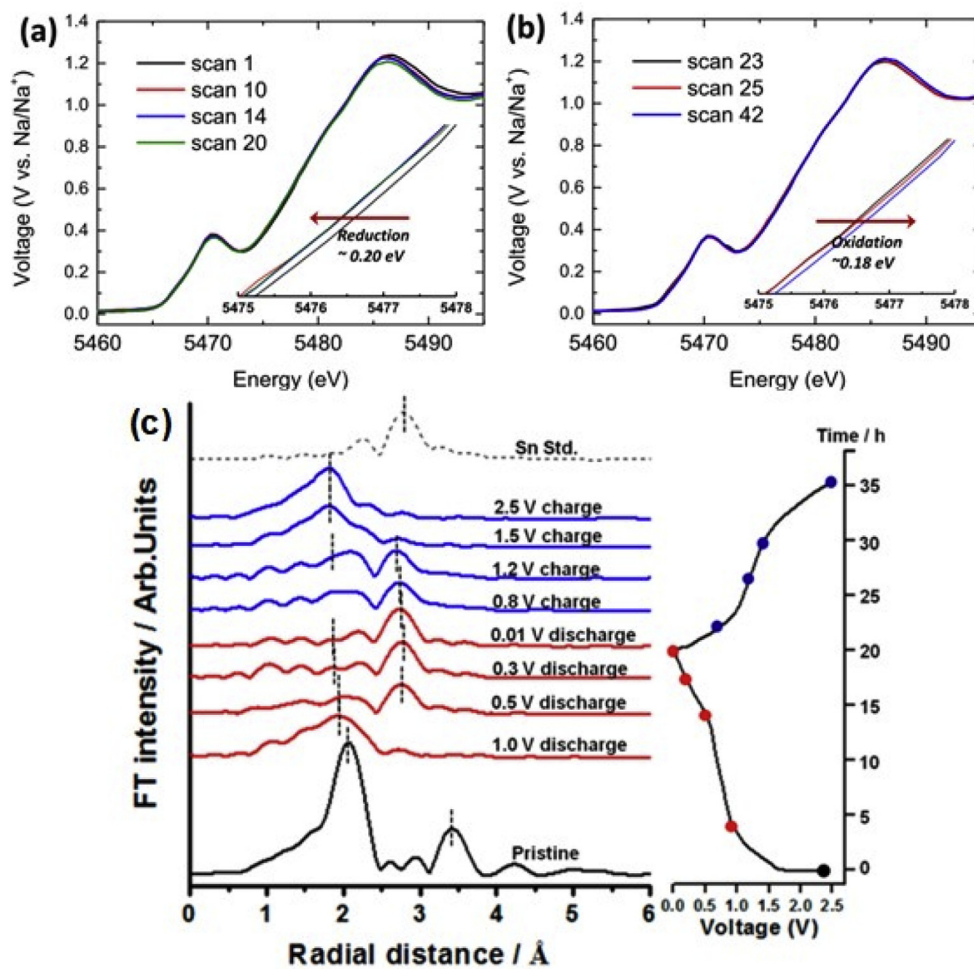 (a)
scan 1
scan 10
scan 14
scan 20
Voltage (V vs. Na/Na⁺)
1.4
1.2
1.0
0.8
0.6
0.4
0.2
0.0
Reduction
~ 0.20 eV
5475 5476 5477 5478
5460 5470 5480 5490
Energy (eV)
(b)
scan 23
scan 25
scan 42
Voltage (V vs. Na/Na⁺)
1.4
1.2
1.0
0.8
0.6
0.4
0.2
0.0
Oxidation
~0.18 eV
5475 5476 5477 5478
5460 5470 5480 5490
Energy (eV)
(c)
FT intensity / Arb.Units
Sn Std.
2.5 V charge
1.5 V charge
1.2 V charge
0.8 V charge
0.01 V discharge
0.3 V discharge
0.5 V discharge
1.0 V discharge
Pristine
0 1 2 3 4 5 6
Radial distance / Å
Time / h
35
30
25
20
15
10
5
0
0.0 0.5 1.0 1.5 2.0 2.5
Voltage (V)